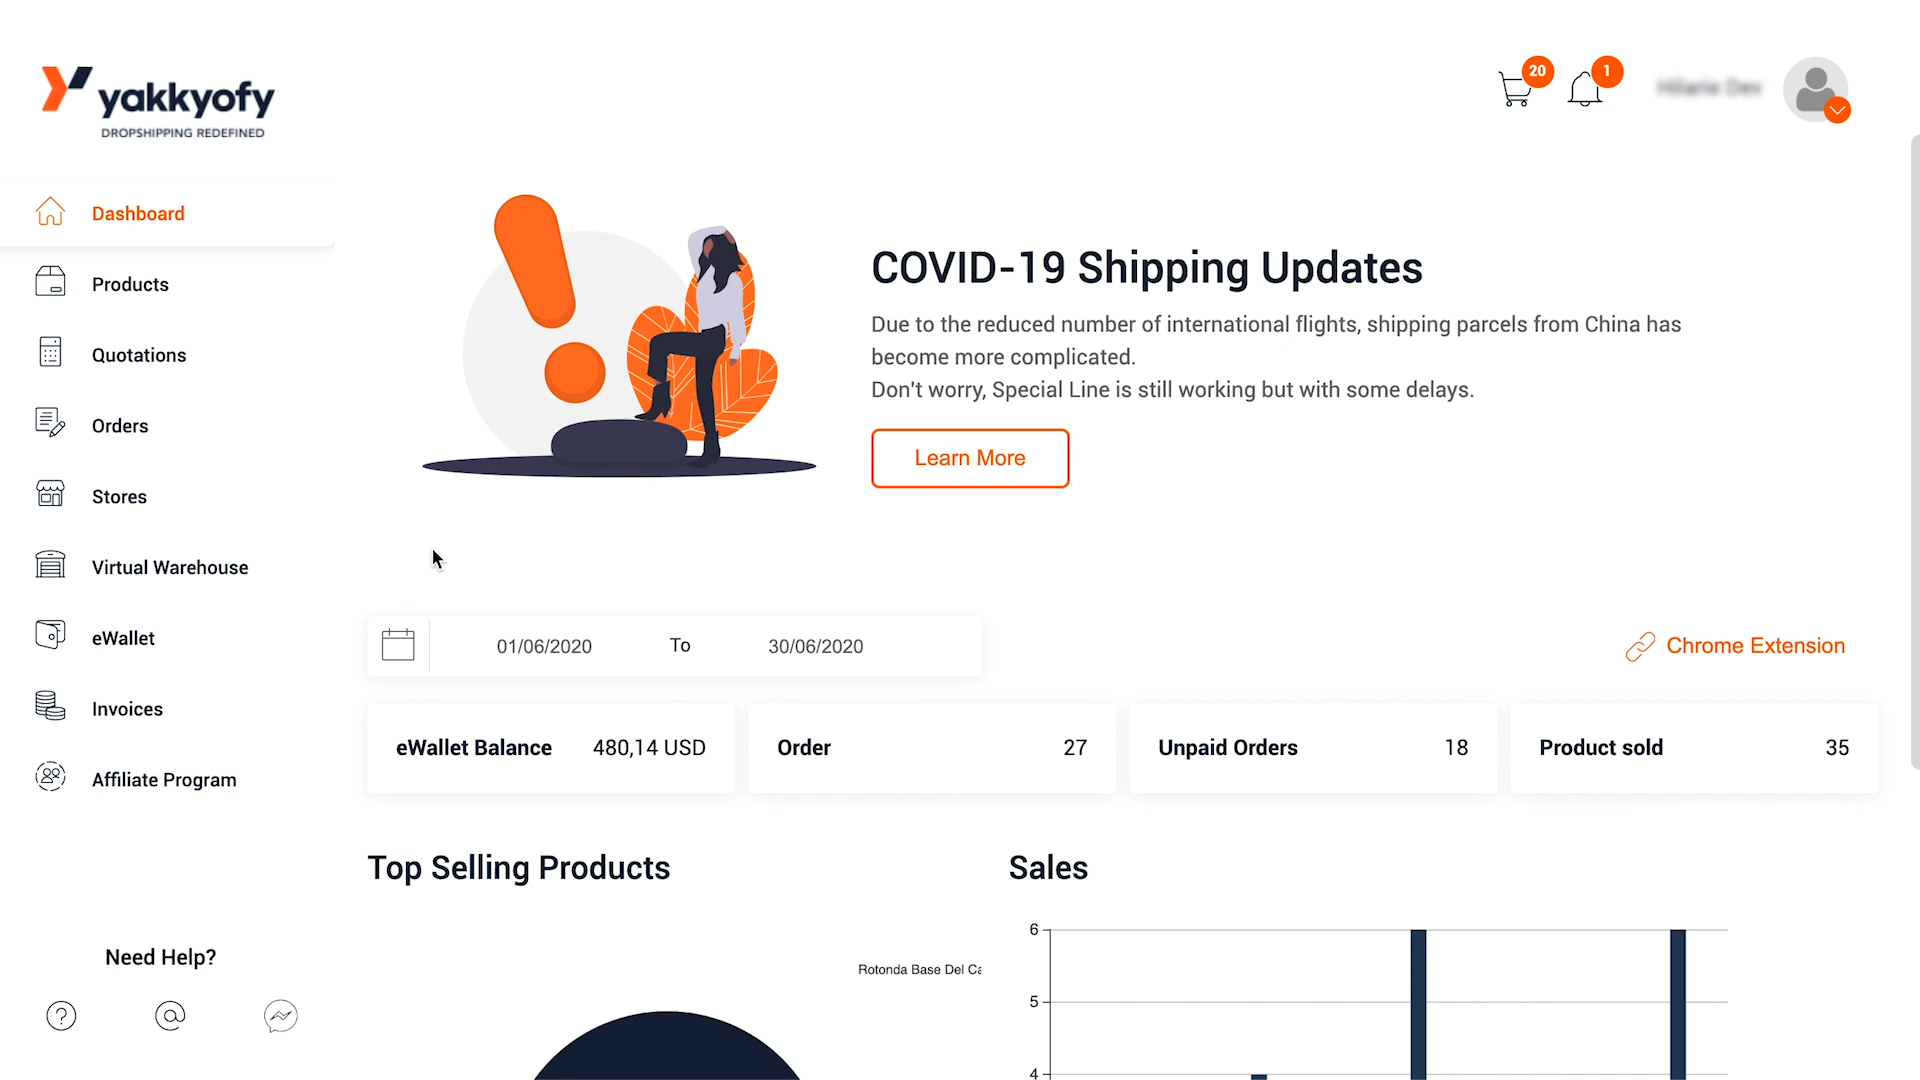 yakkyofy
DROPSHIPPING REDEFINED
20
1
Dashboard
Products
Quotations
Orders
Stores
Virtual Warehouse
eWallet
Invoices
Affiliate Program
Need Help?
COVID-19 Shipping Updates
Due to the reduced number of international flights, shipping parcels from China has
become more complicated.
Don't worry, Special Line is still working but with some delays.
Learn More
01/06/2020 To 30/06/2020
Chrome Extension
eWallet Balance 480,14 USD
Order 27
Unpaid Orders 18
Product sold 35
Top Selling Products
Rotonda Base Del
Sales
6
5
4